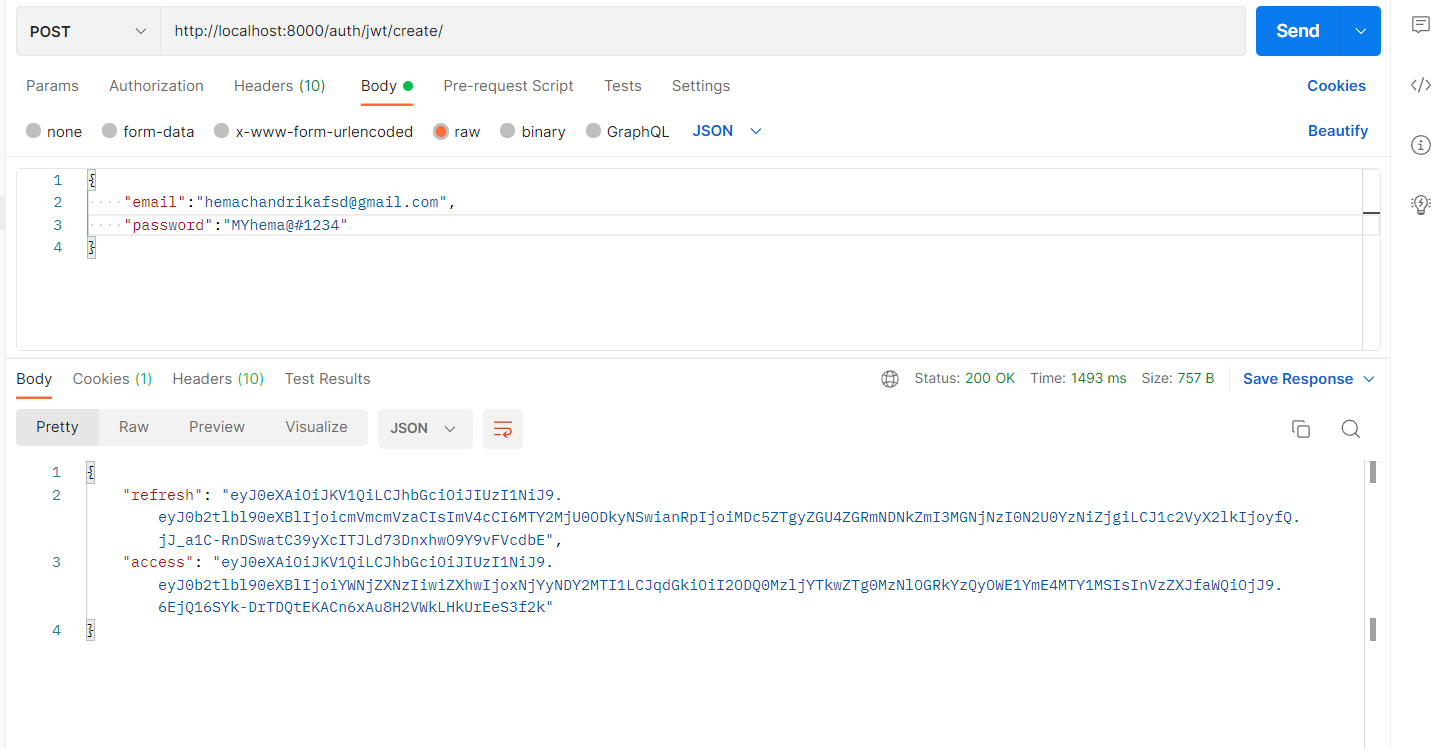 POST http://localhost:8000/auth/jwt/create/ Send
Params Authorization Headers (10) Body Pre-request Script Tests Settings Cookies
none form-data x-www-form-urlencoded raw binary GraphQL JSON Beautify
1 {
2 "email":"hemachandrikafsd@gmail.com",
3 "password":"MYhema@#1234"
4 }
Body Cookies (1) Headers (10) Test Results Status: 200 OK Time: 1493 ms Size: 757 B Save Response
Pretty Raw Preview Visualize JSON
1 {
2 "refresh": "eyJ0eXAiOiJKV1QiLCJhbGciOiJIUzI1NiJ9.
eyJ0b2tlbl90eXBlIjoicmVmcmVzaCIsImV4cCI6MTY2MjU0ODkyNSwianRpIjoiMDc5ZTgyZGU4ZGRmNDNkZmI3MGNjNzI0N2U0YzNiZjgiLCJ1c2VyX2lkIjoyfQ.
jJ_a1C-RnDSwatC39yXcITJLd73DnxhwO9Y9vFVcdbE",
3 "access": "eyJ0eXAiOiJKV1QiLCJhbGciOiJIUzI1NiJ9.
eyJ0b2tlbl90eXBlIjoiYWNjZXNzIiwiZXhwIjoxNjYyNDY2MTI1LCJqdGkiOiI2ODQ0MzljYTkwZTg0MzNlOGRkYzQyOWE1YmE4MTY1MSIsInVzZXJfaWQiOjJ9.
6EjQ16SYk-DrTDQtEKACn6xAu8H2VWkLHkUrEeS3f2k"
4 }